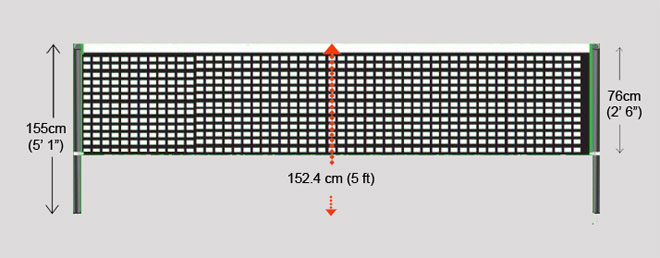 155cm
(5’ 1”)
152.4 cm (5 ft)
76cm
(2’ 6”)